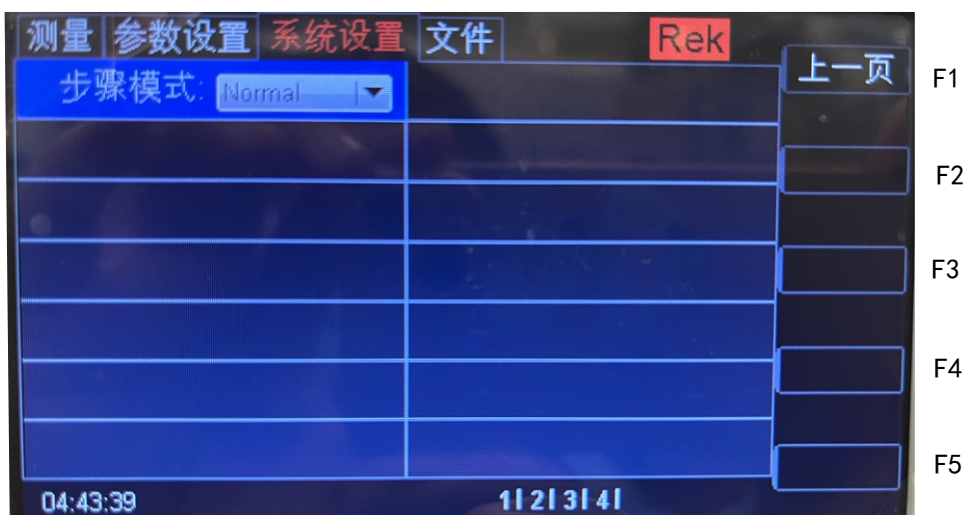 测量 参数设置 系统设置 文件 Rek
上一页 F1
步骤模式: Normal
F2
F3
F4
F5
04:43:39 1| 2| 3| 4|